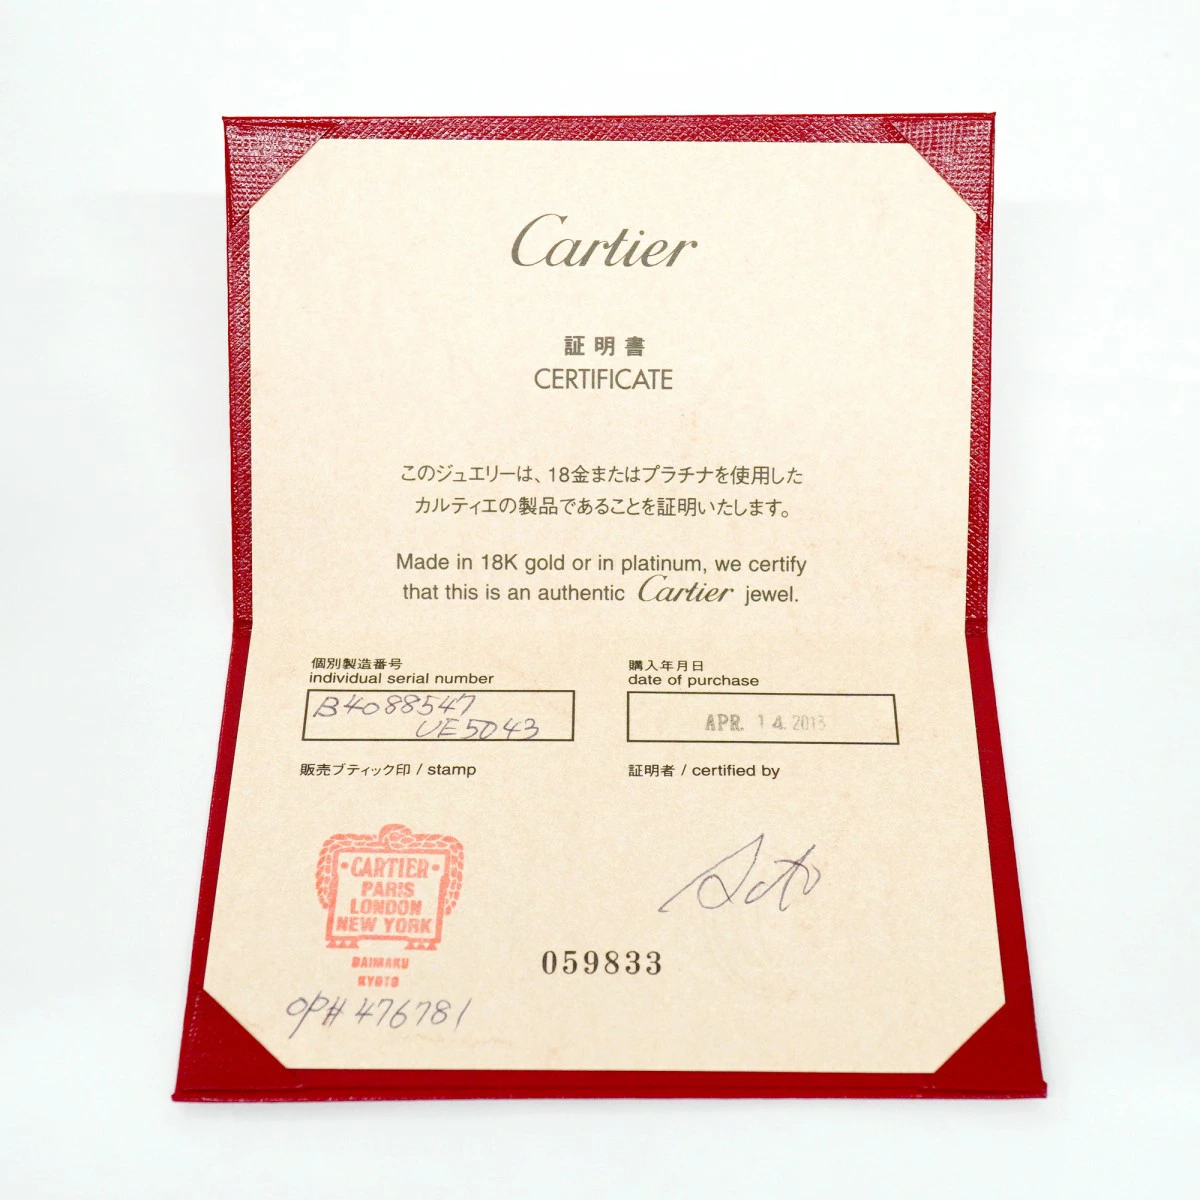 Cartier
証明書
CERTIFICATE
このジュエリーは、18金またはプラチナを使用した
カルティエの製品であることを証明いたします。
Made in 18K gold or in platinum, we certify
that this is an authentic Cartier jewel.
個別製造番号
individual serial number
B4088547
UE5043
購入年月日
date of purchase
APR. 14. 2013
販売ブティック印 / stamp
証明者 / certified by
CARTIER
PARIS
LONDON
NEW YORK
DAIMARU
KYOTO
OP# 476781
Sato
059833